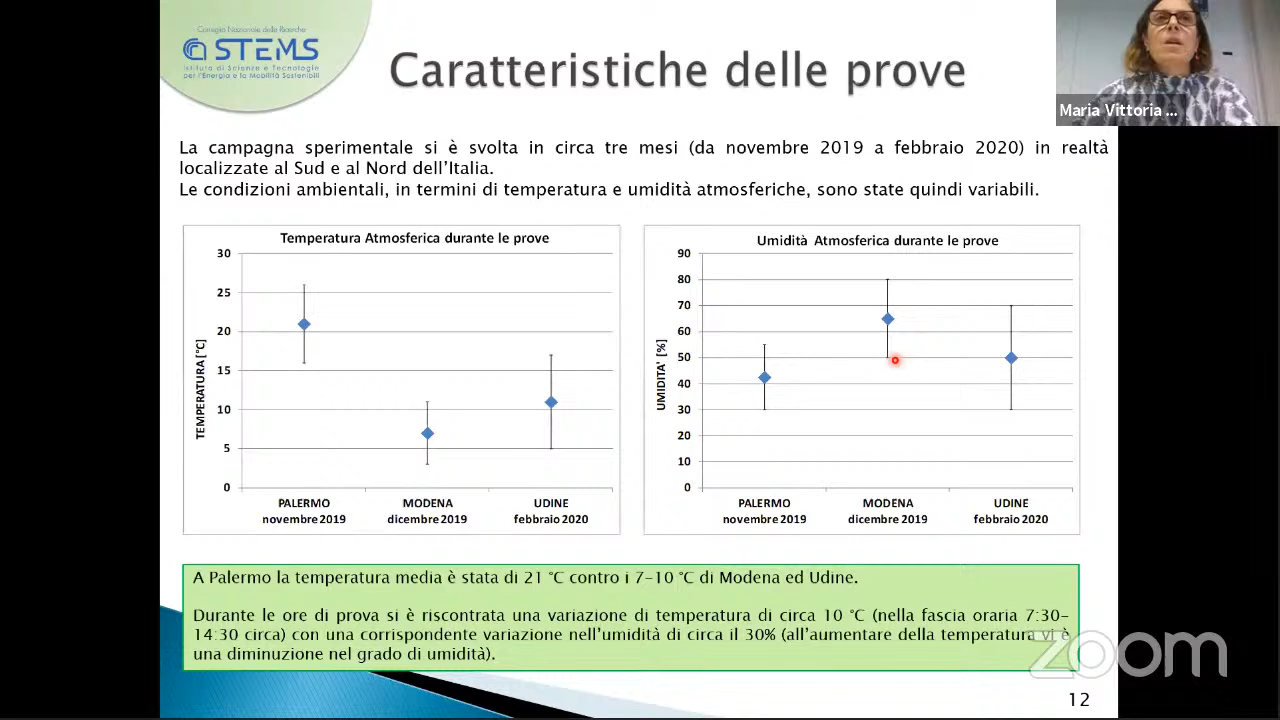 Consiglio Nazionale delle Ricerche
STEMS
Istituto di Scienze e Tecnologie
per l'Energia e la Mobilità Sostenibili
Caratteristiche delle prove
Maria Vittoria ...
La campagna sperimentale si è svolta in circa tre mesi (da novembre 2019 a febbraio 2020) in realtà
localizzate al Sud e al Nord dell'Italia.
Le condizioni ambientali, in termini di temperatura e umidità atmosferiche, sono state quindi variabili.
Temperatura Atmosferica durante le prove
TEMPERATURA [°C]
30
25
20
15
10
5
0
PALERMO
novembre 2019
MODENA
dicembre 2019
UDINE
febbraio 2020
Umidità Atmosferica durante le prove
UMIDITA' [%]
90
80
70
60
50
40
30
20
10
0
PALERMO
novembre 2019
MODENA
dicembre 2019
UDINE
febbraio 2020
A Palermo la temperatura media è stata di 21 °C contro i 7-10 °C di Modena ed Udine.
Durante le ore di prova si è riscontrata una variazione di temperatura di circa 10 °C (nella fascia oraria 7:30-
14:30 circa) con una corrispondente variazione nell'umidità di circa il 30% (all'aumentare della temperatura vi è
una diminuzione nel grado di umidità).
zoom
12